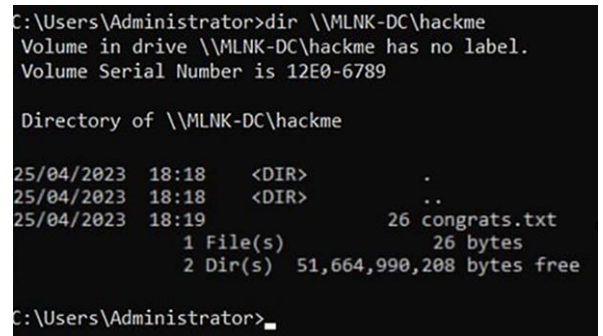 C:\Users\Administrator>dir \\MLNK-DC\hackme
Volume in drive \\MLNK-DC\hackme has no label.
Volume Serial Number is 12E0-6789
Directory of \\MLNK-DC\hackme
25/04/2023  18:18    <DIR>          .
25/04/2023  18:18    <DIR>          ..
25/04/2023  18:19                26 congrats.txt
1 File(s)             26 bytes
2 Dir(s)  51,664,990,208 bytes free
C:\Users\Administrator>